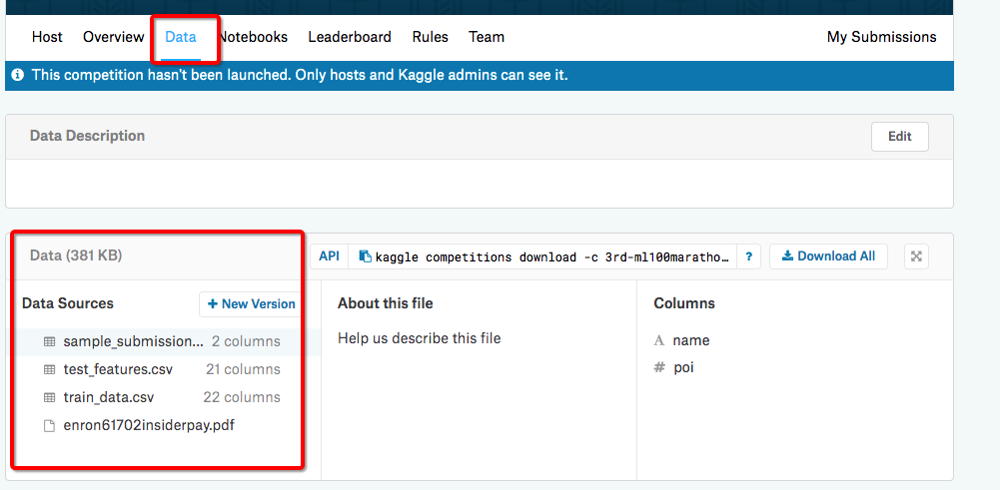 Host Overview Data Notebooks Leaderboard Rules Team My Submissions
This competition hasn't been launched. Only hosts and Kaggle admins can see it.
Data Description Edit
Data (381 KB) API kaggle competitions download -c 3rd-ml100maratho… ? Download All
Data Sources + New Version
sample_submission... 2 columns
test_features.csv 21 columns
train_data.csv 22 columns
enron61702insiderpay.pdf
About this file
Help us describe this file
Columns
A name
# poi